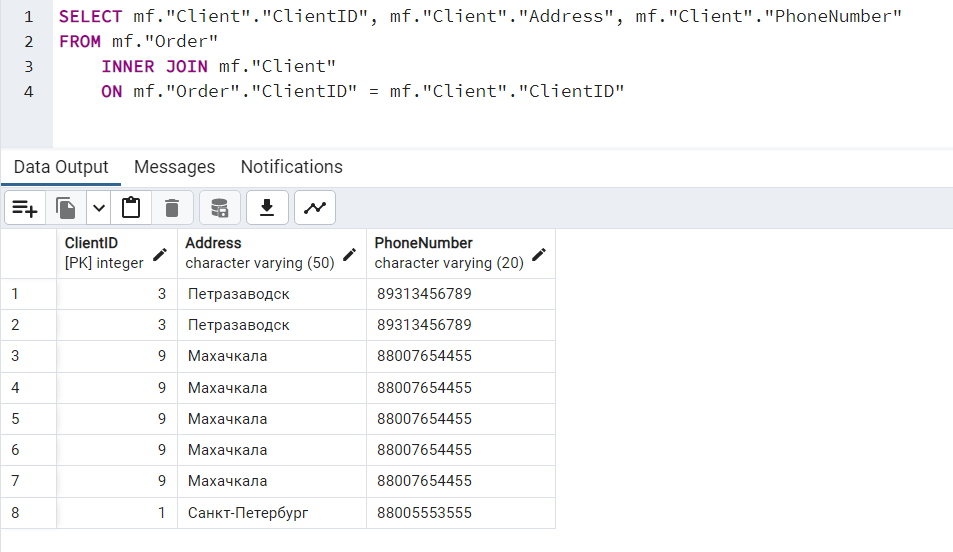 1 SELECT mf."Client"."ClientID", mf."Client"."Address", mf."Client"."PhoneNumber"
2 FROM mf."Order"
3 INNER JOIN mf."Client"
4 ON mf."Order"."ClientID" = mf."Client"."ClientID"
Data Output Messages Notifications
ClientID Address PhoneNumber
[PK] integer character varying (50) character varying (20)
1 3 Петразаводск 89313456789
2 3 Петразаводск 89313456789
3 9 Махачкала 88007654455
4 9 Махачкала 88007654455
5 9 Махачкала 88007654455
6 9 Махачкала 88007654455
7 9 Махачкала 88007654455
8 1 Санкт-Петербург 88005553555